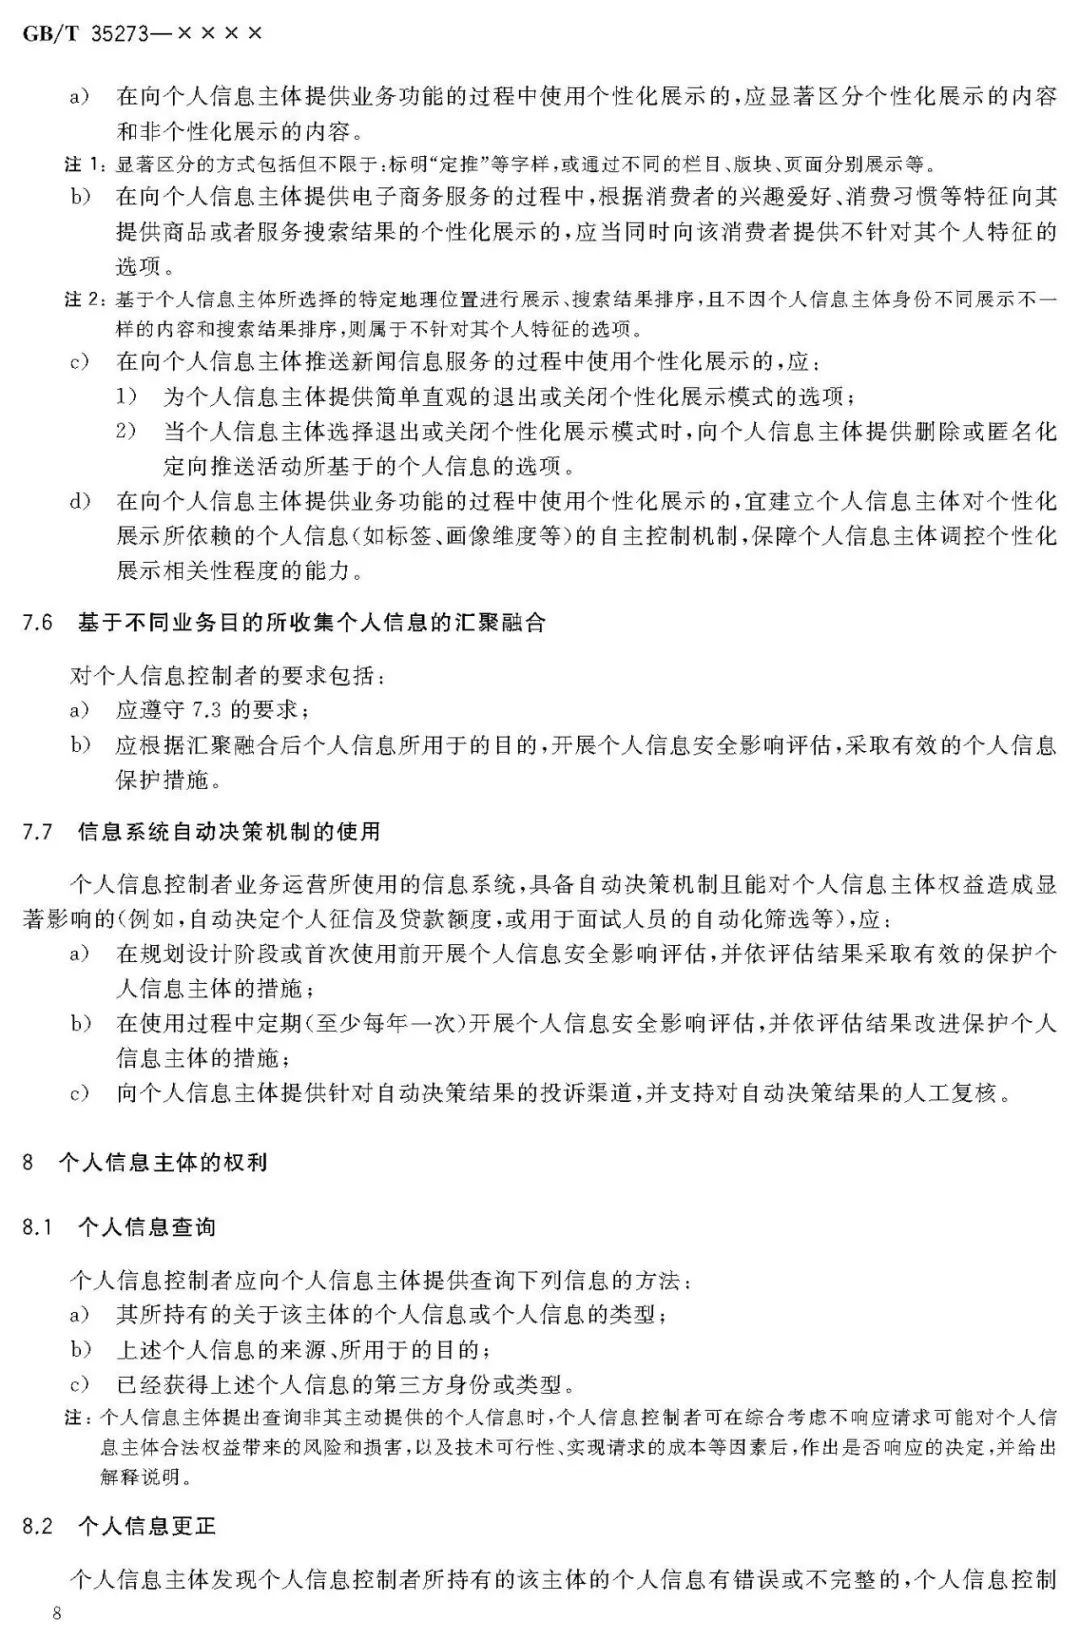 GB/T 35273—××××
a) 在向个人信息主体提供业务功能的过程中使用个性化展示的,应显著区分个性化展示的内容
和非个性化展示的内容。
注 1: 显著区分的方式包括但不限于:标明“定推”等字样,或通过不同的栏目、版块、页面分别展示等。
b) 在向个人信息主体提供电子商务服务的过程中,根据消费者的兴趣爱好、消费习惯等特征向其
提供商品或者服务搜索结果的个性化展示的,应当同时向该消费者提供不针对其个人特征的
选项。
注 2: 基于个人信息主体所选择的特定地理位置进行展示、搜索结果排序,且不因个人信息主体身份不同展示不一
样的内容和搜索结果排序,则属于不针对其个人特征的选项。
c) 在向个人信息主体推送新闻信息服务的过程中使用个性化展示的,应:
1) 为个人信息主体提供简单直观的退出或关闭个性化展示模式的选项;
2) 当个人信息主体选择退出或关闭个性化展示模式时,向个人信息主体提供删除或匿名化
定向推送活动所基于的个人信息的选项。
d) 在向个人信息主体提供业务功能的过程中使用个性化展示的,宜建立个人信息主体对个性化
展示所依赖的个人信息(如标签、画像维度等)的自主控制机制,保障个人信息主体调控个性化
展示相关性程度的能力。
7.6 基于不同业务目的所收集个人信息的汇聚融合
对个人信息控制者的要求包括:
a) 应遵守 7.3 的要求;
b) 应根据汇聚融合后个人信息所用于的目的,开展个人信息安全影响评估,采取有效的个人信息
保护措施。
7.7 信息系统自动决策机制的使用
个人信息控制者业务运营所使用的信息系统,具备自动决策机制且能对个人信息主体权益造成显
著影响的(例如,自动决定个人征信及贷款额度,或用于面试人员的自动化筛选等),应:
a) 在规划设计阶段或首次使用前开展个人信息安全影响评估,并依评估结果采取有效的保护个
人信息主体的措施;
b) 在使用过程中定期(至少每年一次)开展个人信息安全影响评估,并依评估结果改进保护个人
信息主体的措施;
c) 向个人信息主体提供针对自动决策结果的投诉渠道,并支持对自动决策结果的人工复核。
8 个人信息主体的权利
8.1 个人信息查询
个人信息控制者应向个人信息主体提供查询下列信息的方法:
a) 其所持有的关于该主体的个人信息或个人信息的类型;
b) 上述个人信息的来源、所用于的目的;
c) 已经获得上述个人信息的第三方身份或类型。
注: 个人信息主体提出查询非其主动提供的个人信息时,个人信息控制者可在综合考虑不响应请求可能对个人信
息主体合法权益带来的风险和损害,以及技术可行性、实现请求的成本等因素后,作出是否响应的决定,并给出
解释说明。
8.2 个人信息更正
个人信息主体发现个人信息控制者所持有的该主体的个人信息有错误或不完整的,个人信息控制
8